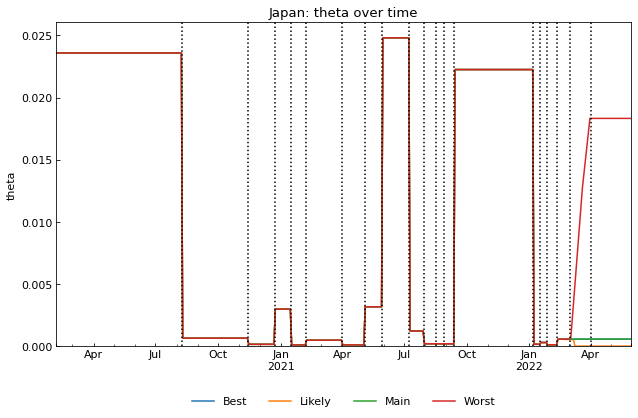 Japan: theta over time
0.025
0.020
0.015
0.010
0.005
0.000
theta
Apr Jul Oct Jan Apr Jul Oct Jan Apr
2021 2022
Best Likely Main Worst